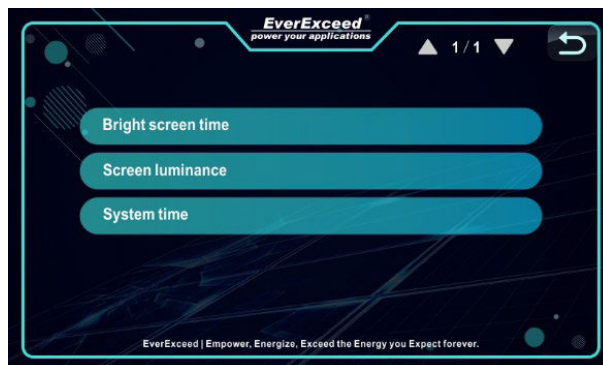 EverExceed®
power your applications
1/1
Bright screen time
Screen luminance
System time
EverExceed | Empower, Energize, Exceed the Energy you Expect forever.